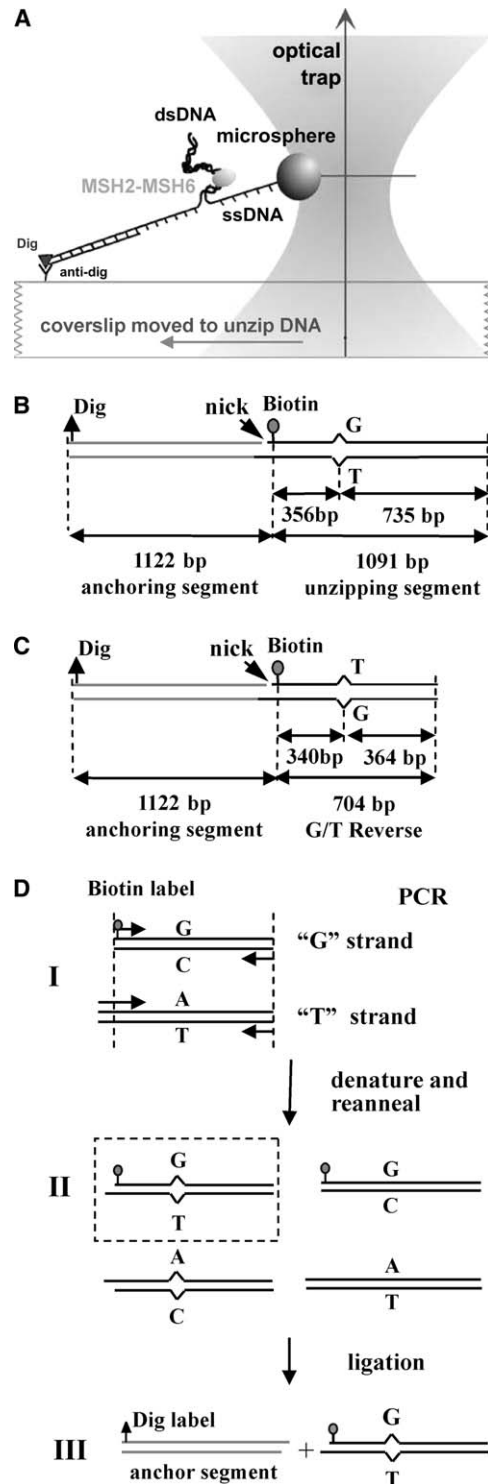 A
optical
trap
dsDNA
microsphere
MSH2-MSH6
ssDNA
Dig
anti-dig
coverslip moved to unzip DNA
B
Dig
nick
Biotin
G
T
356bp
735 bp
1122 bp
1091 bp
anchoring segment
unzipping segment
C
Dig
nick
Biotin
T
G
340bp
364 bp
1122 bp
704 bp
anchoring segment
G/T Reverse
D
Biotin label
PCR
I
G
"G" strand
C
A
"T" strand
T
denature and
reanneal
II
G
T
G
C
A
C
A
T
ligation
III
Dig label
anchor segment
+
G
T